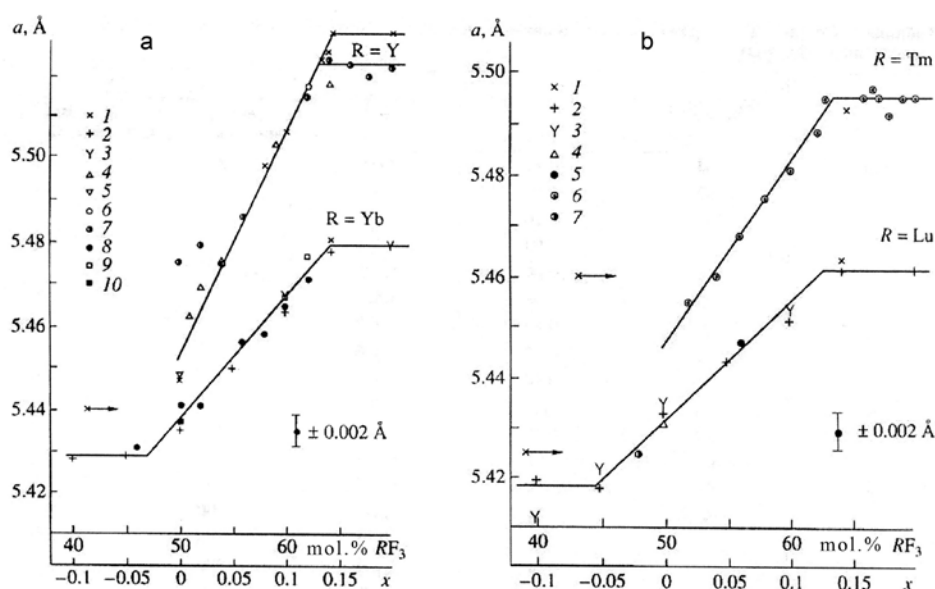 a, Å
a
R = Y
× 1
+ 2
Y 3
△ 4
▽ 5
○ 6
◑ 7
● 8
□ 9
■ 10
5.50
R = Yb
5.48
5.46
5.44
± 0.002 Å
5.42
40 50 60 mol.% RF₃
−0.1 −0.05 0 0.05 0.1 0.15 x
a, Å
b
R = Tm
5.50
× 1
+ 2
Y 3
△ 4
● 5
6
◑ 7
5.48
R = Lu
5.46
5.44
± 0.002 Å
5.42
40 50 60 mol.% RF₃
−0.1 −0.05 0 0.05 0.1 0.15 x